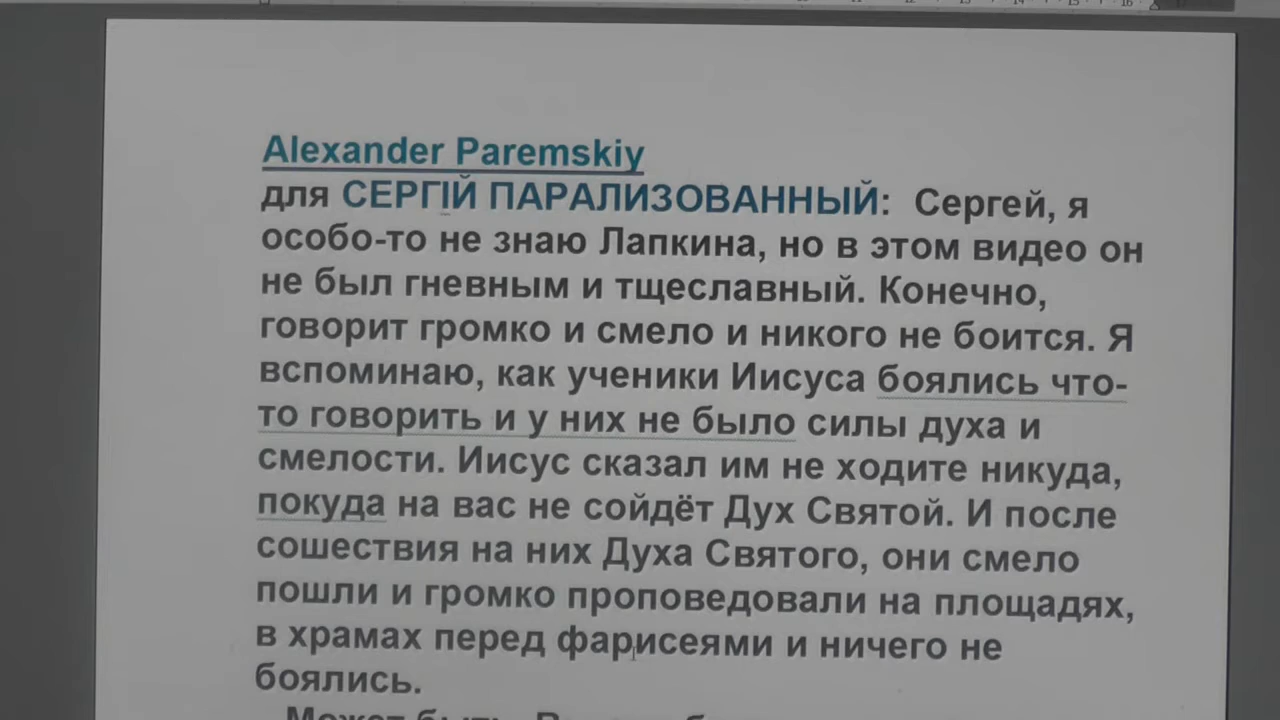 Alexander Paremskiy
для СЕРГІЙ ПАРАЛИЗОВАННЫЙ: Сергей, я
особо-то не знаю Лапкина, но в этом видео он
не был гневным и тщеславный. Конечно,
говорит громко и смело и никого не боится. Я
вспоминаю, как ученики Иисуса боялись что-
то говорить и у них не было силы духа и
смелости. Иисус сказал им не ходите никуда,
покуда на вас не сойдёт Дух Святой. И после
сошествия на них Духа Святого, они смело
пошли и громко проповедовали на площадях,
в храмах перед фарисеями и ничего не
боялись.
Может быть